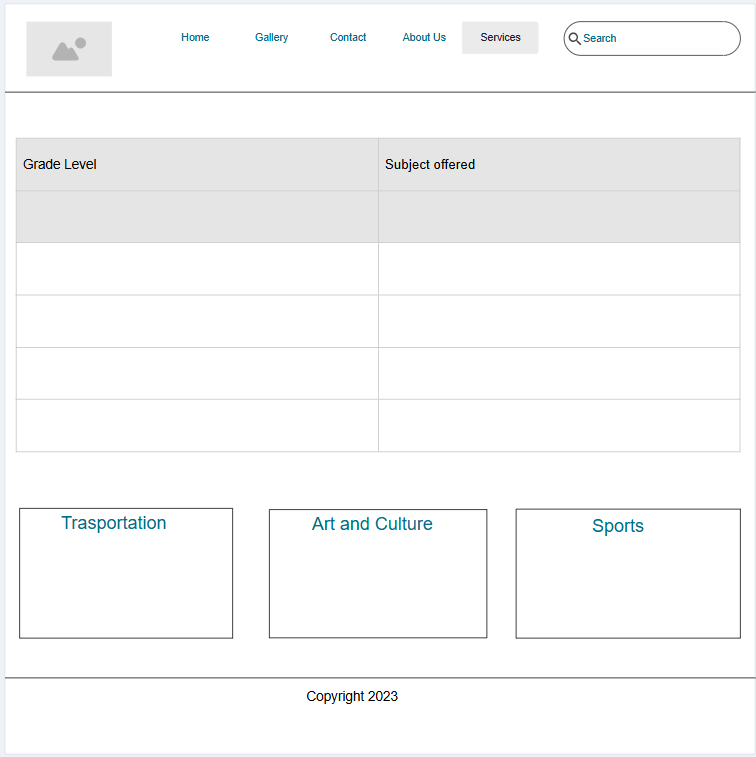 Home Gallery Contact About Us Services Search
Grade Level Subject offered
Trasportation Art and Culture Sports
Copyright 2023